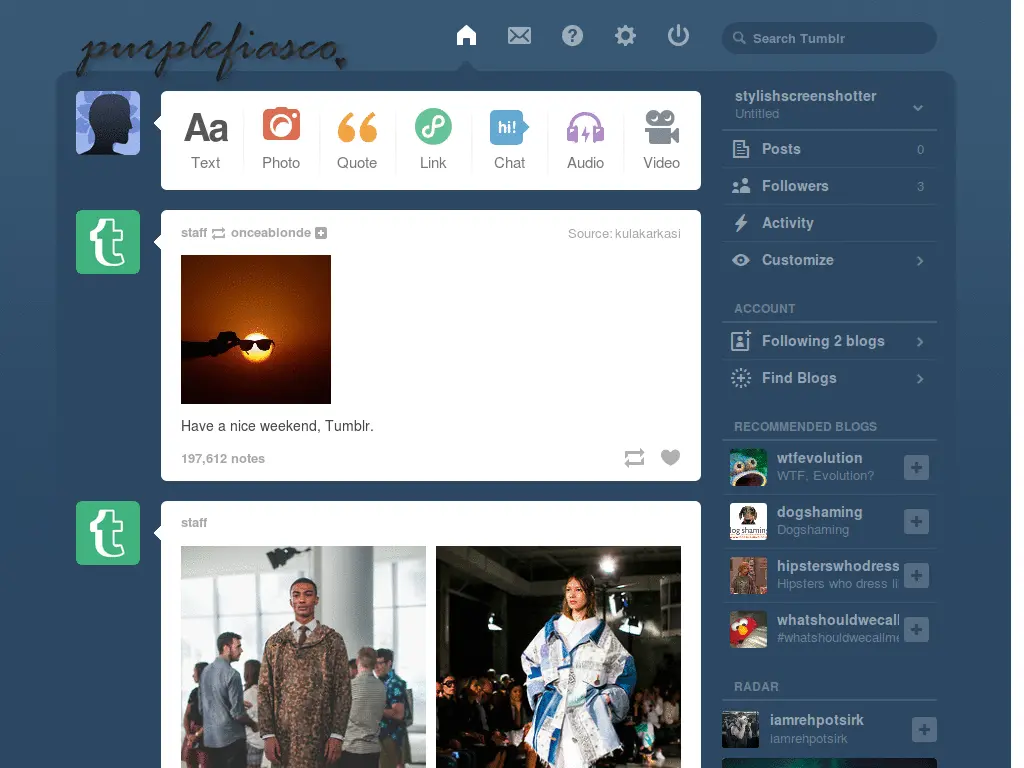 purplefiasco
Search Tumblr
Aa
Text
Photo
Quote
Link
hi!
Chat
Audio
Video
staff onceablonde
Source: kulakarkasi
Have a nice weekend, Tumblr.
197,612 notes
staff
stylishscreenshotter
Untitled
Posts 0
Followers 3
Activity
Customize
ACCOUNT
Following 2 blogs
Find Blogs
RECOMMENDED BLOGS
wtfevolution
WTF, Evolution?
dogshaming
Dogshaming
hipsterswhodress
Hipsters who dress li
whatshouldwecall
#whatshouldwecallme
RADAR
iamrehpotsirk
iamrehpotsirk